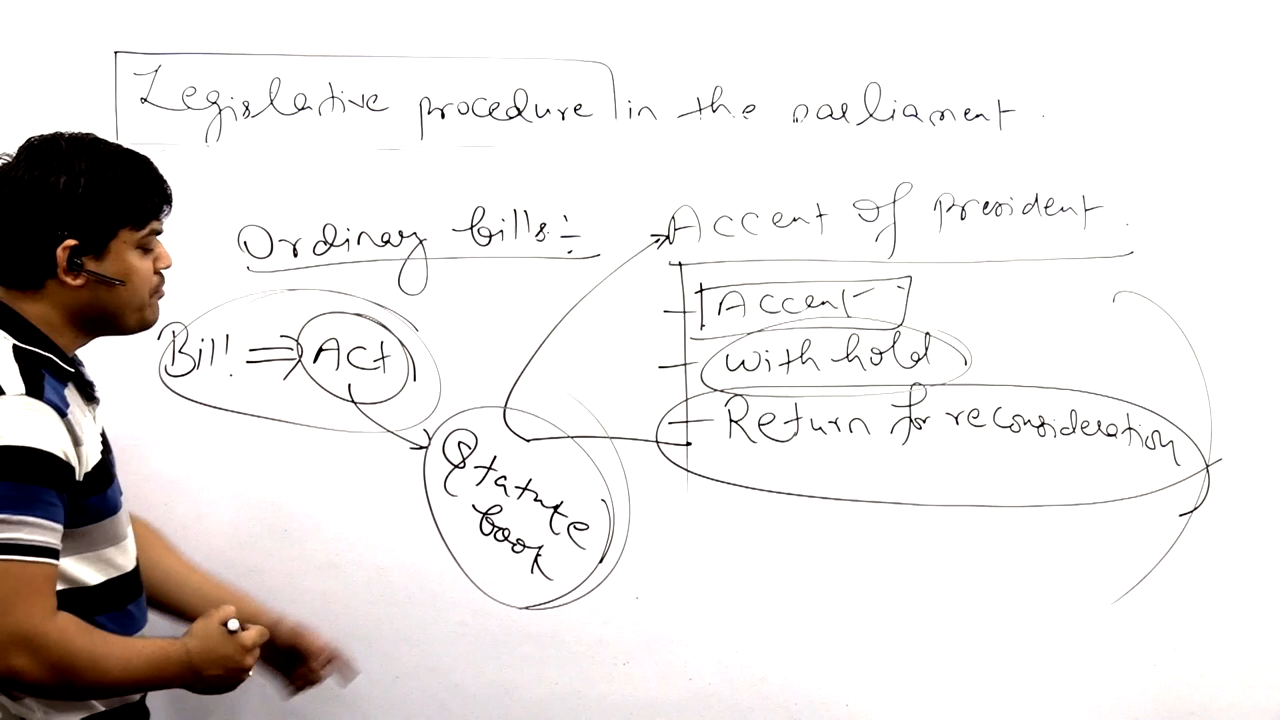 Legislative procedure in the parliament.
Ordinary bills:-
Bill ⇒ Act
Statute
book
Accent of president.
- Accent
- with hold
- Return for reconsideration